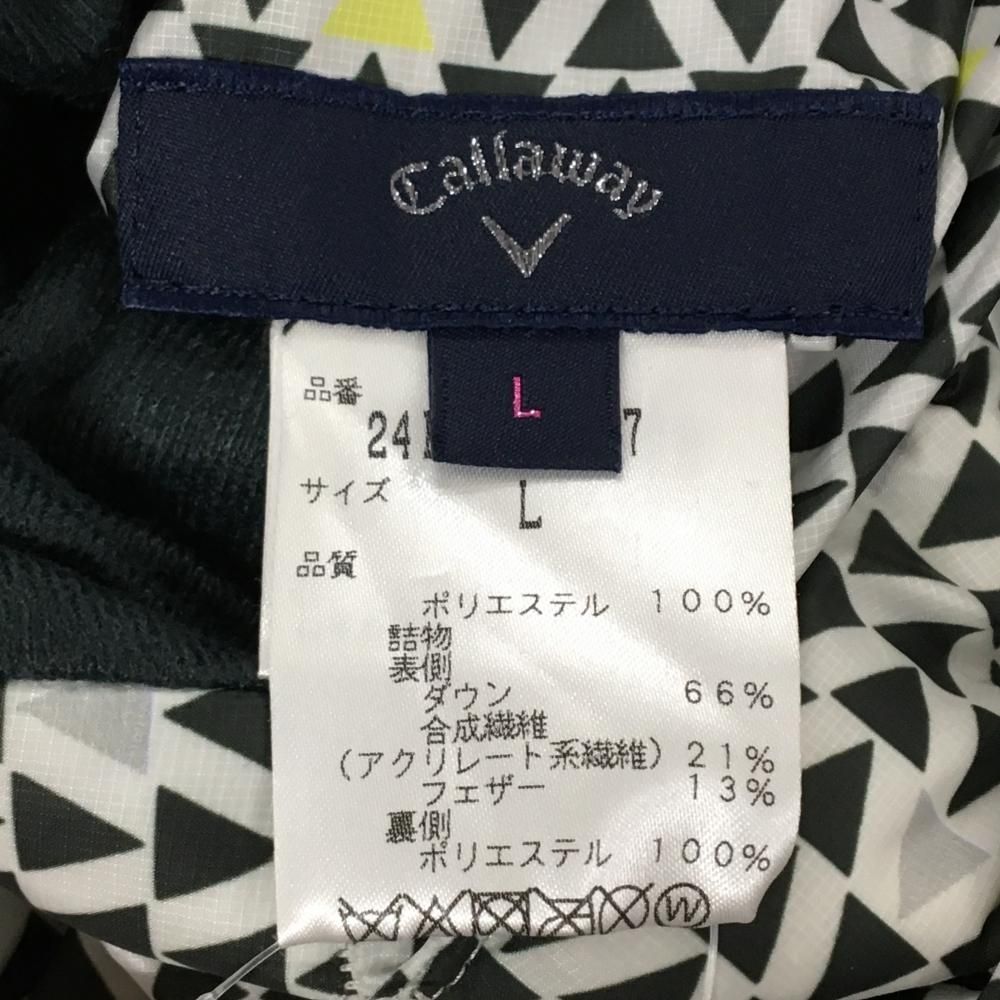 Callaway
L
品番
24 7
サイズ
L
品質
ポリエステル 100%
詰物
表側
ダウン 66%
合成繊維
(アクリレート系繊維) 21%
フェザー 13%
裏側
ポリエステル 100%
W